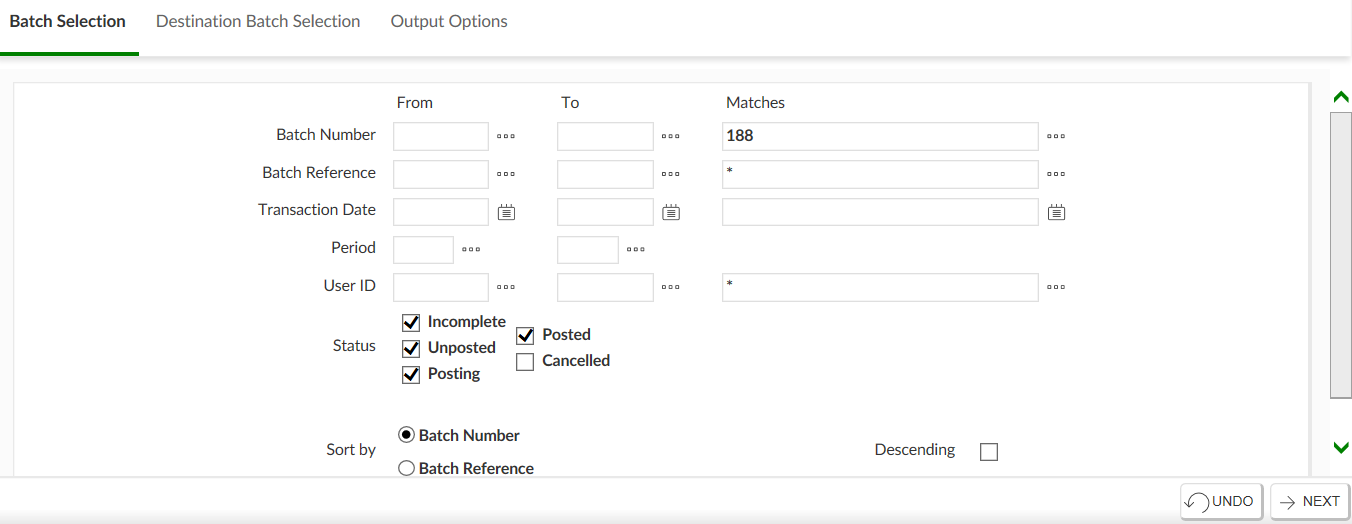 Batch Selection Destination Batch Selection Output Options
From To Matches
Batch Number 188
Batch Reference *
Transaction Date
Period
User ID *
Status
Incomplete
Unposted
Posting
Posted
Cancelled
Sort by
Batch Number
Batch Reference
Descending
UNDO NEXT